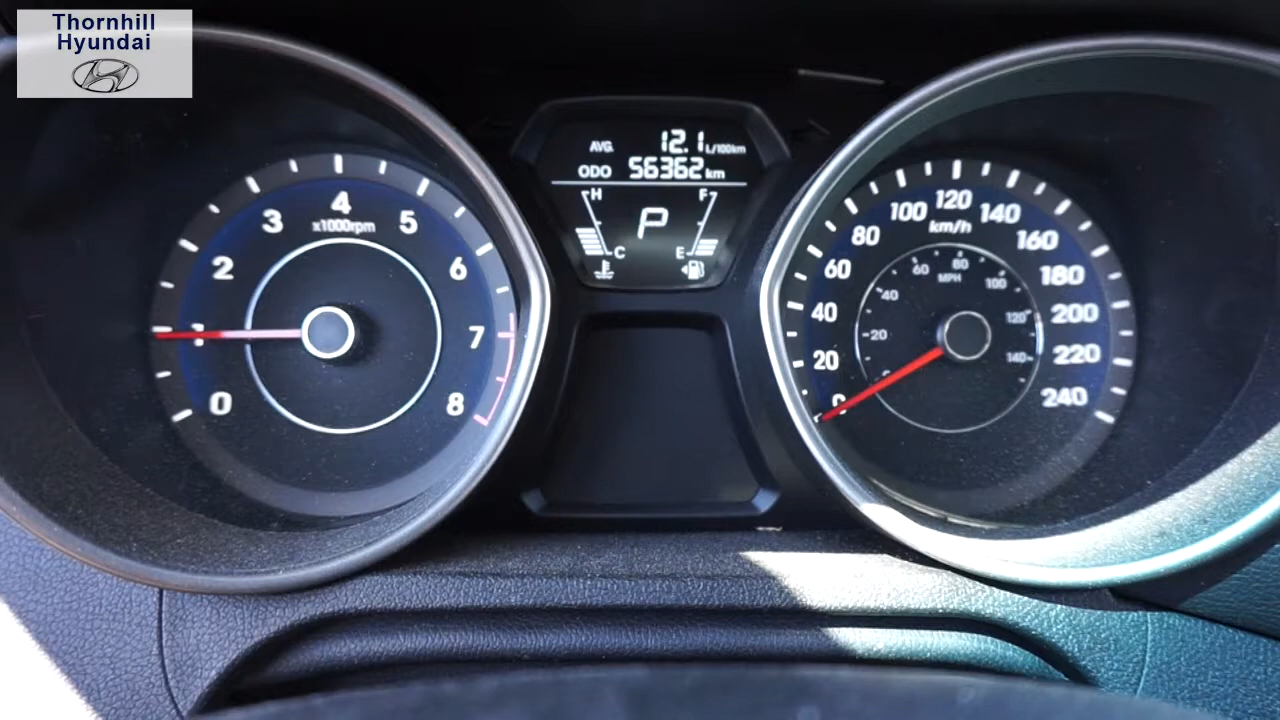 Thornhill
Hyundai
AVG. 12.1 L/100km
ODO 56362 km
H F
P
C E
0 1 2 3 4 5 6 7 8
x1000rpm
0 20 40 60 80 100 120 140 160 180 200 220 240
km/h
0 20 40 60 80 100 120 140
MPH